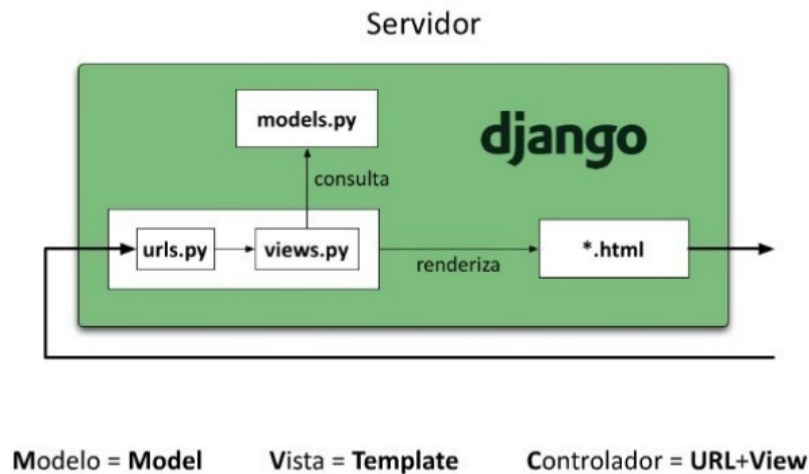 Servidor
models.py
django
consulta
urls.py
views.py
renderiza
*.html
Modelo = Model
Vista = Template
Controlador = URL+View